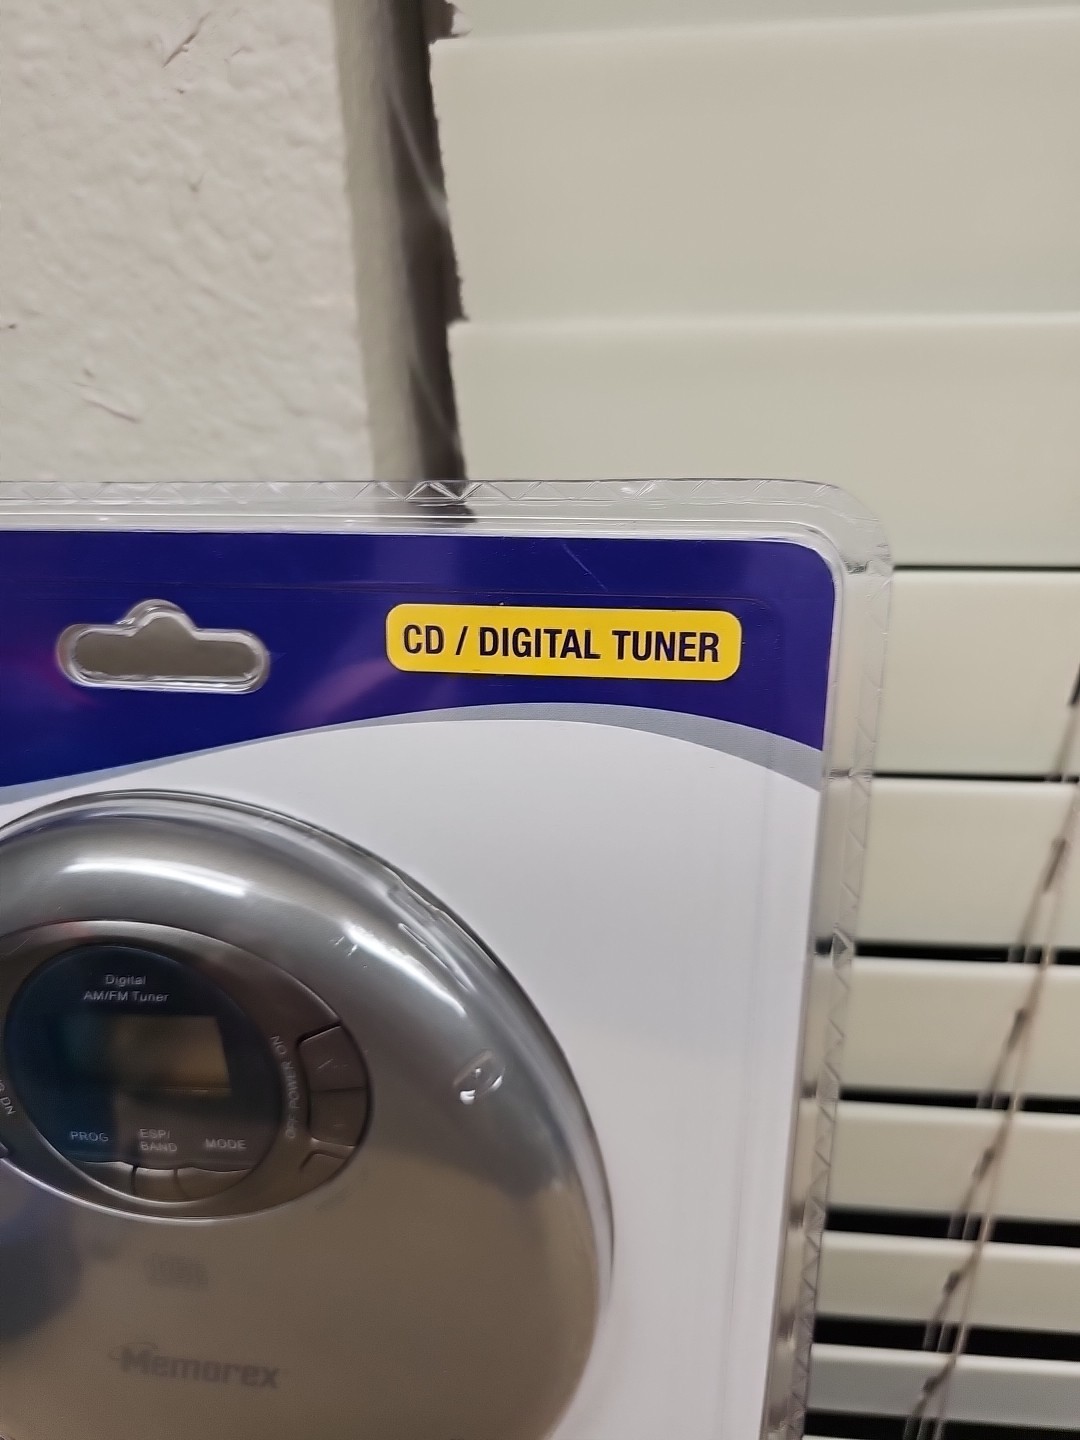 CD / DIGITAL TUNER
Digital
AM/FM Tuner
PROG
ESP/
BAND
MODE
Memorex